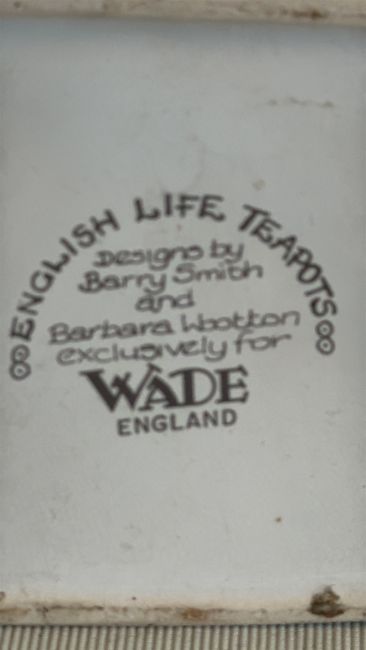 ENGLISH LIFE TEAPOTS
Designs by
Barry Smith
and
Barbara Wootton
exclusively for
WADE
ENGLAND